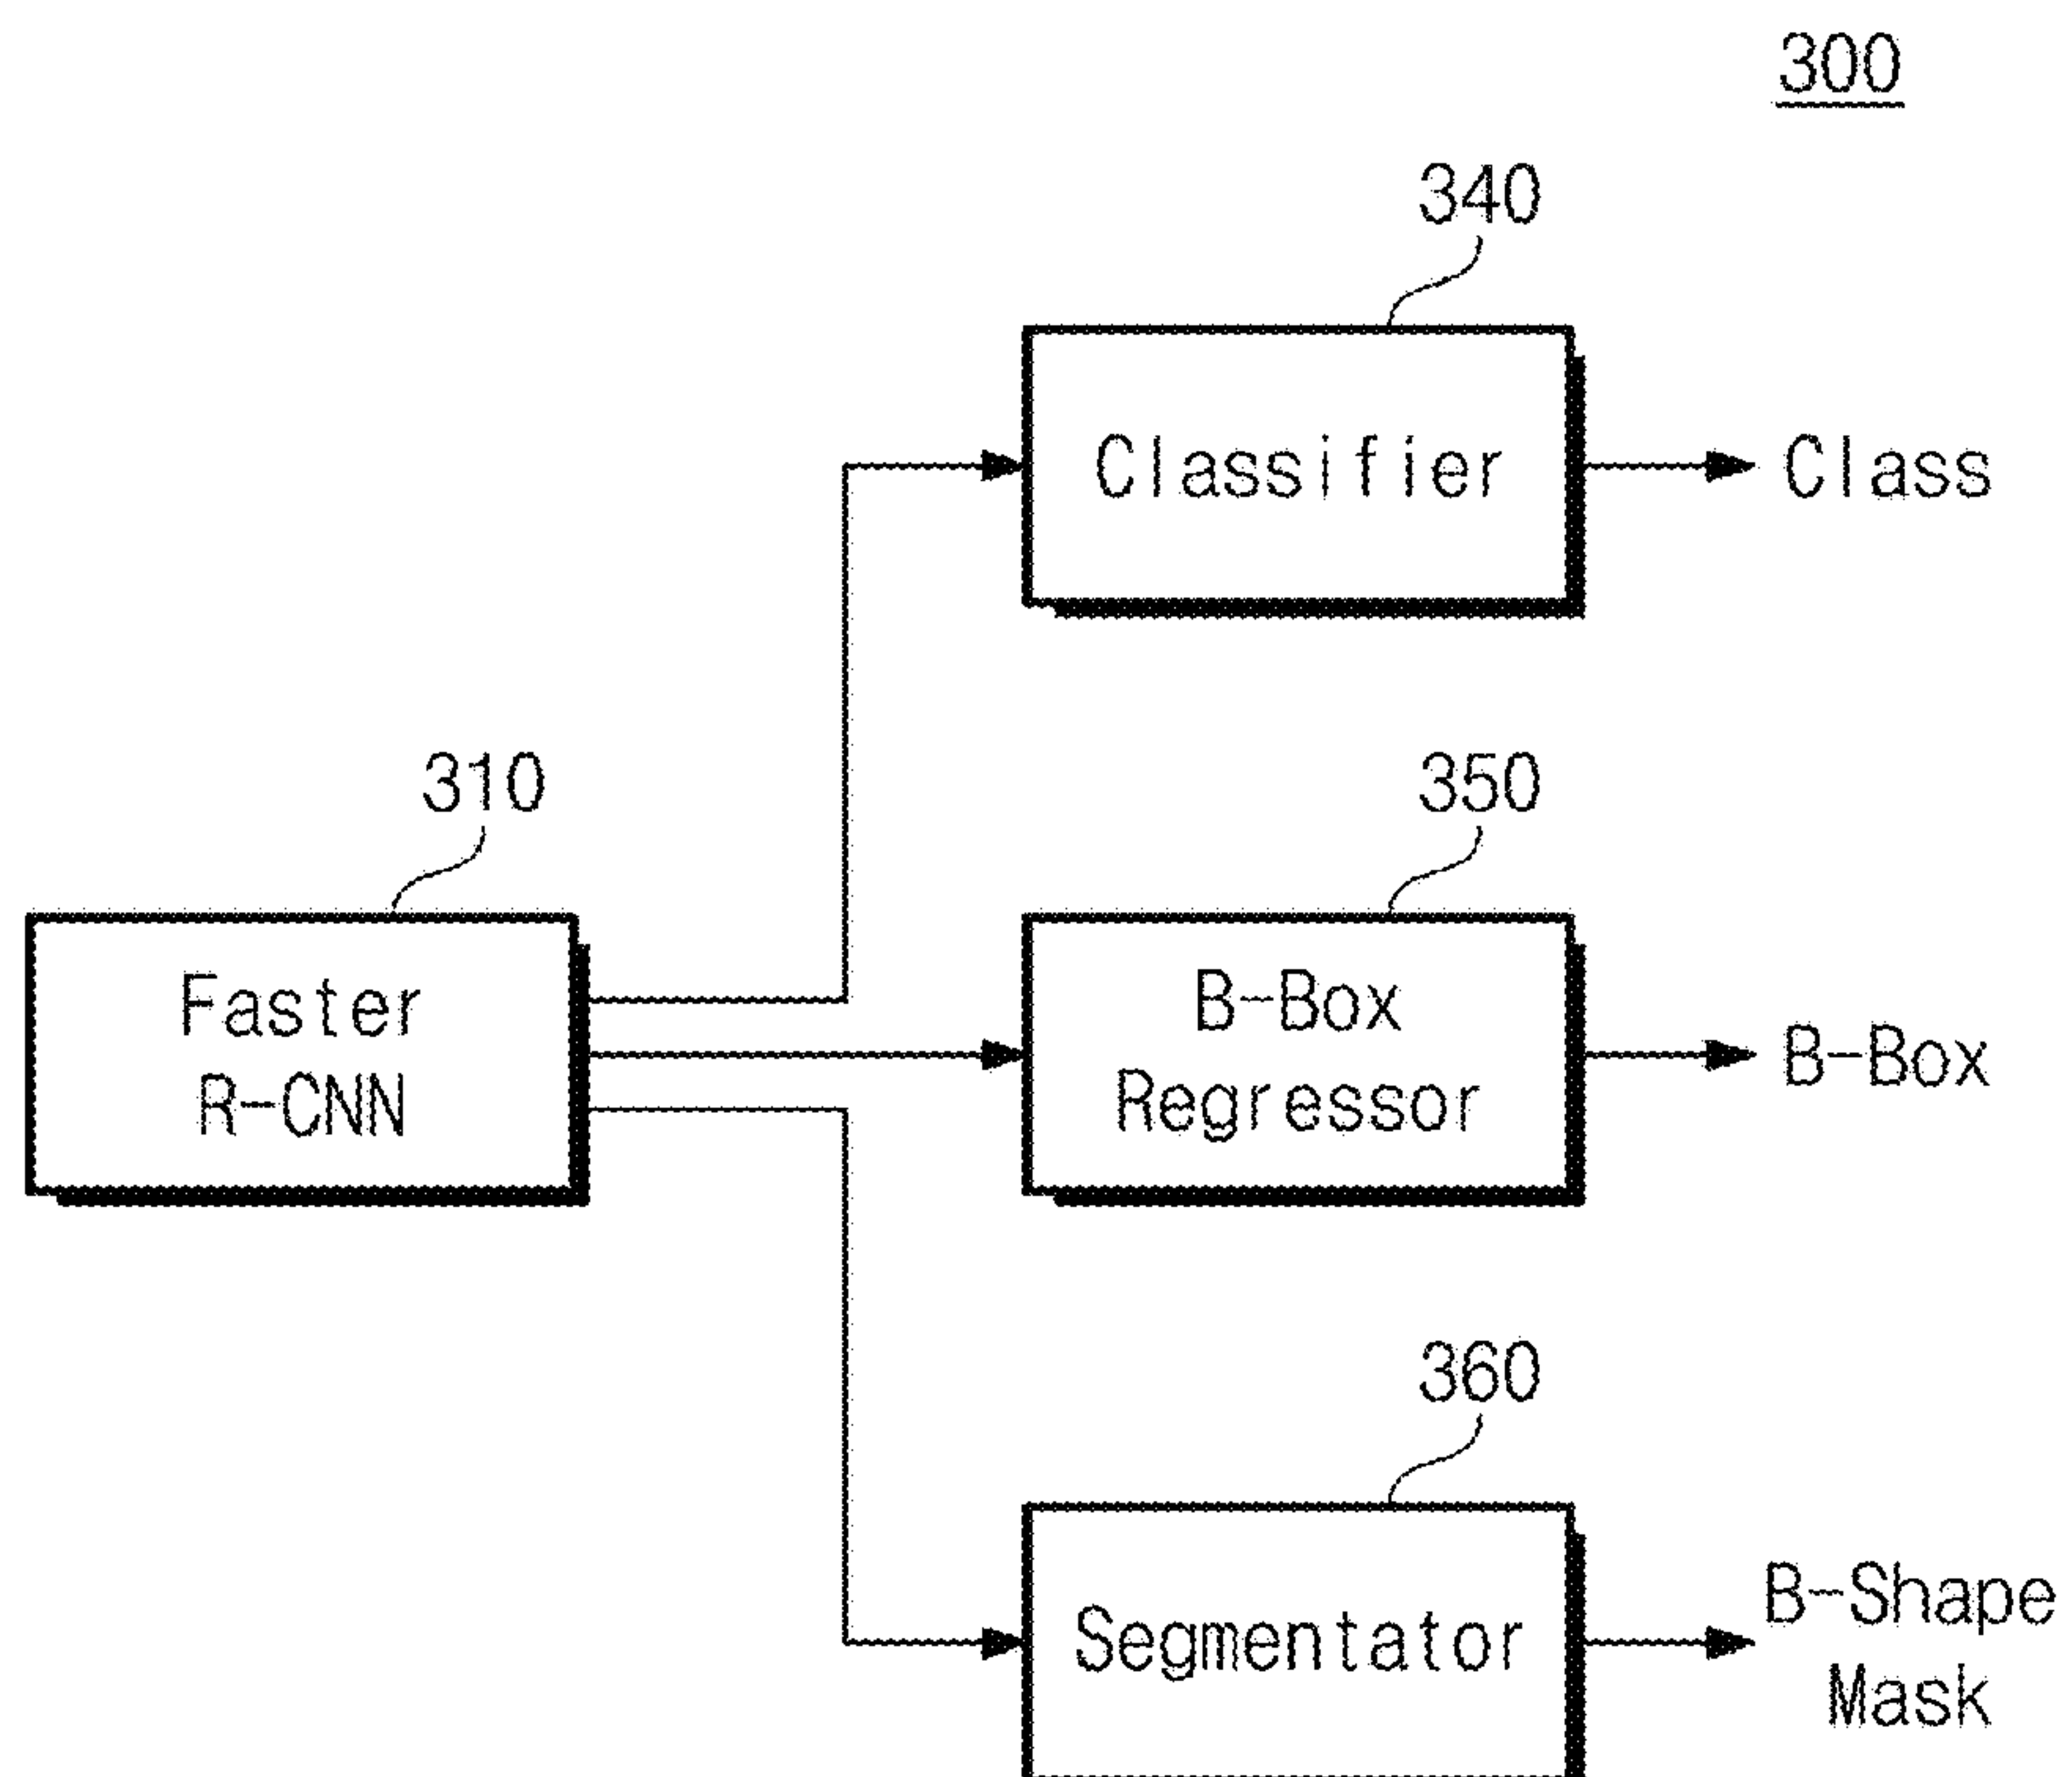 300
340
Classifier
Class
310
Faster
R-CNN
350
B-Box
Regressor
B-Box
360
Segmentator
B-Shape
Mask